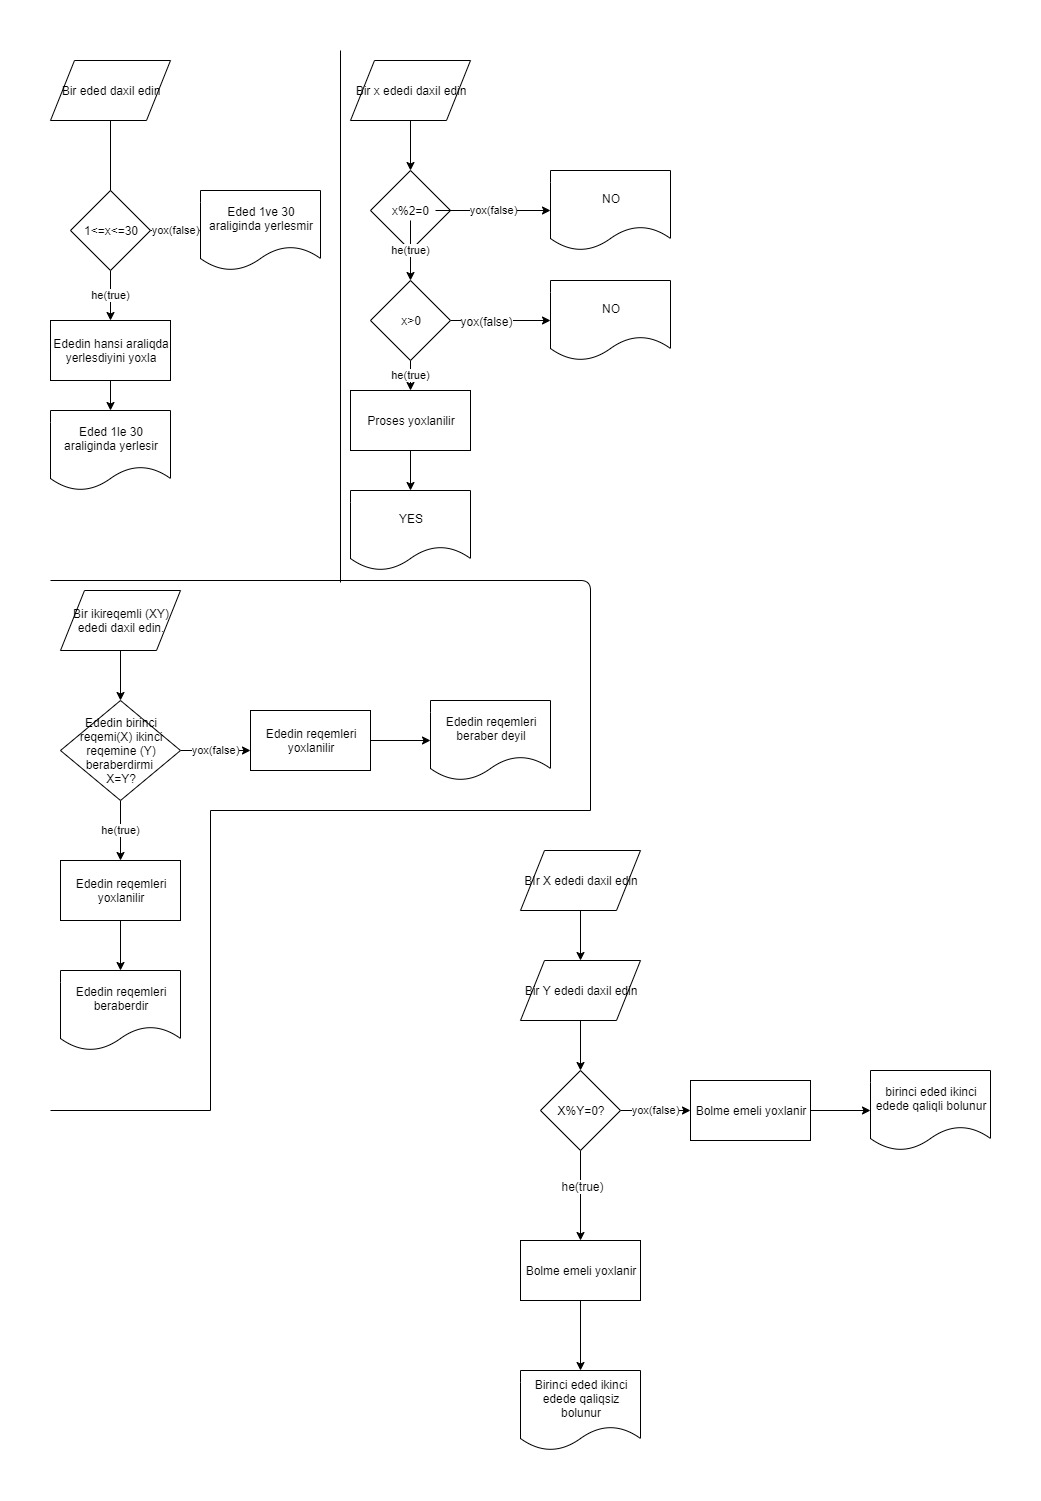 Bir eded daxil edin
1<=x<=30
yox(false)
Eded 1ve 30
araliginda yerlesmir
he(true)
Ededin hansi araliqda
yerlesdiyini yoxla
Eded 1le 30
araliginda yerlesir
Bir x ededi daxil edin
x%2=0
yox(false)
NO
he(true)
x>0
yox(false)
NO
he(true)
Proses yoxlanilir
YES
Bir ikireqemli (XY)
ededi daxil edin.
Ededin birinci
reqemi(X) ikinci
reqemine (Y)
beraberdirmi
X=Y?
yox(false)
Ededin reqemleri
yoxlanilir
Ededin reqemleri
beraber deyil
he(true)
Ededin reqemleri
yoxlanilir
Ededin reqemleri
beraberdir
Bir X ededi daxil edin
Bir Y ededi daxil edin
X%Y=0?
yox(false)
Bolme emeli yoxlanir
birinci eded ikinci
edede qaliqli bolunur
he(true)
Bolme emeli yoxlanir
Birinci eded ikinci
edede qaliqsiz
bolunur